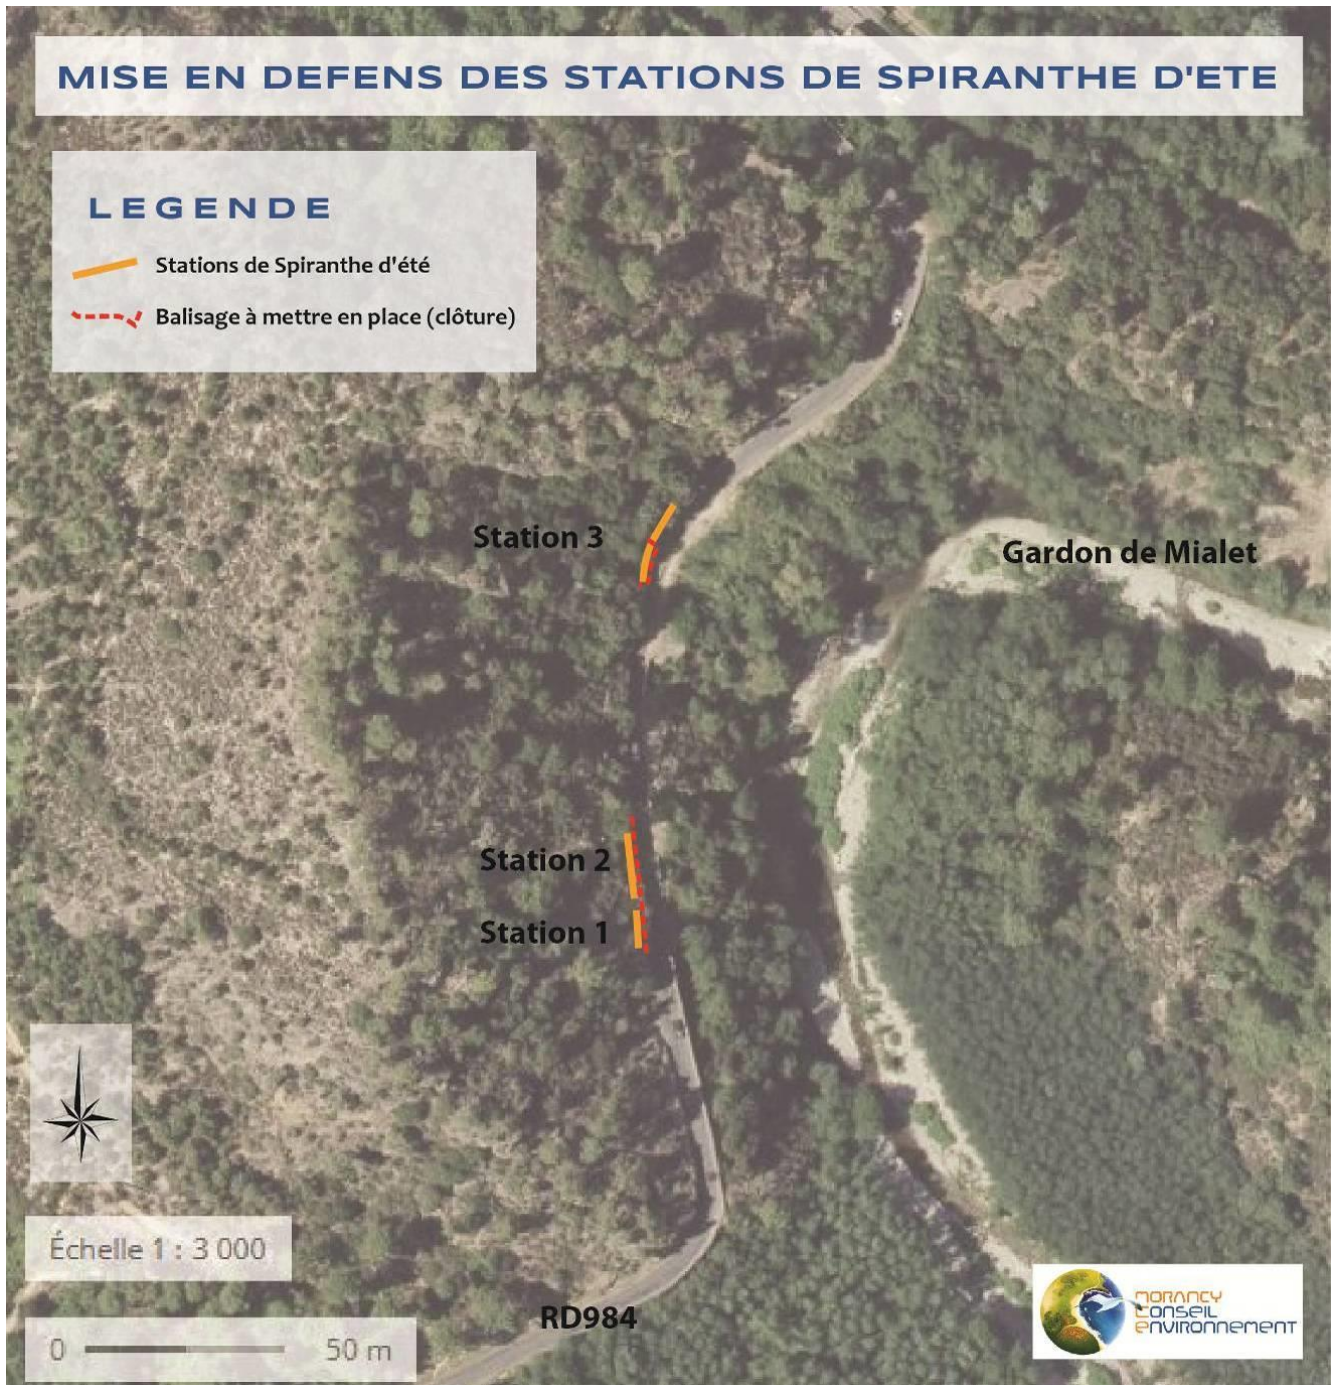 MISE EN DEFENS DES STATIONS DE SPIRANTHE D'ETE
LEGENDE
Stations de Spiranthe d'été
Balisage à mettre en place (clôture)
Station 3
Gardon de Mialet
Station 2
Station 1
Échelle 1 : 3 000
RD984
0 50 m
MORANCY
CONSEIL
ENVIRONNEMENT